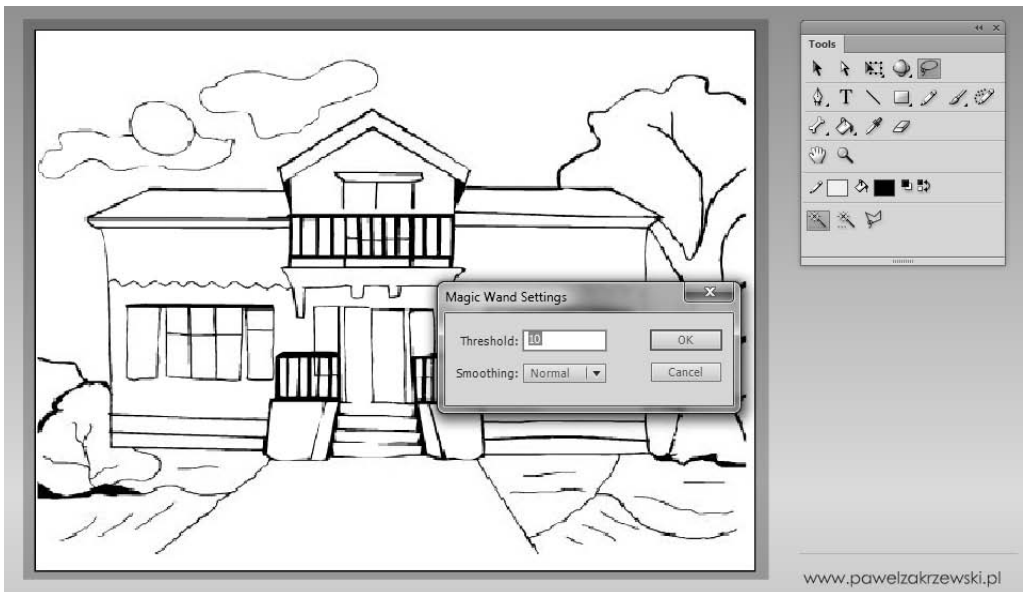 Tools
T
Magic Wand Settings
Threshold: 10
OK
Smoothing: Normal
Cancel
www.pawelzakrzewski.pl